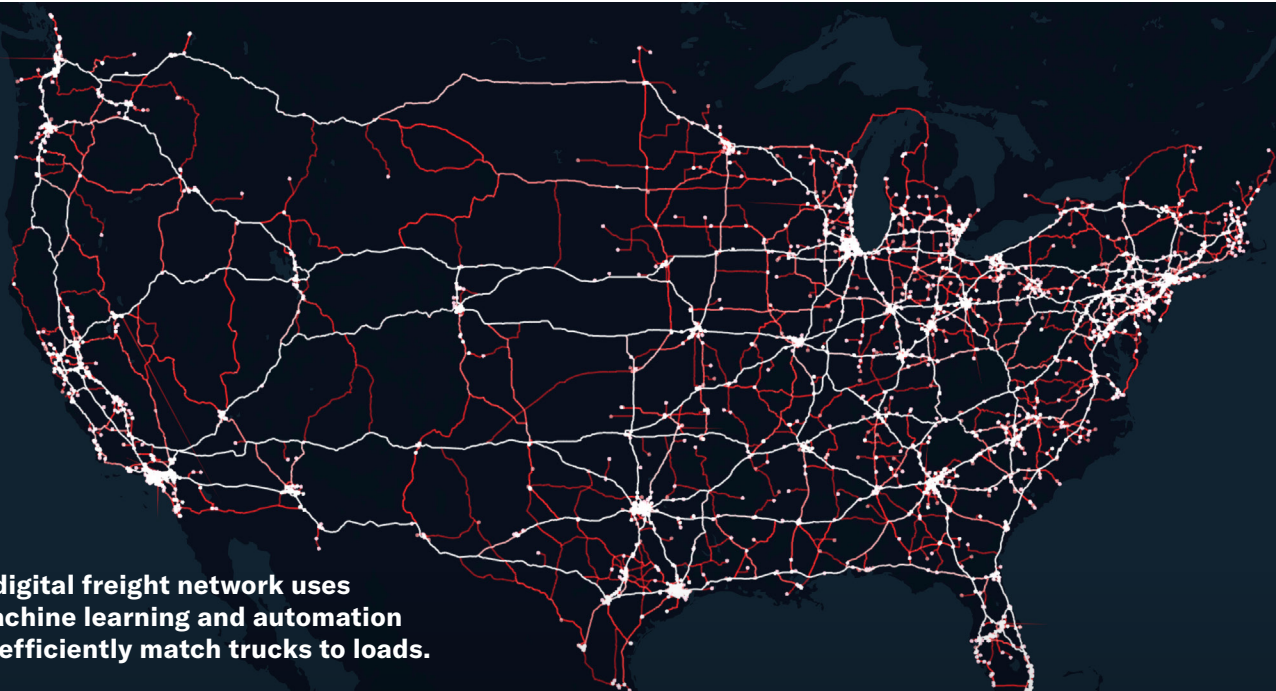 digital freight network uses
achine learning and automation
efficiently match trucks to loads.